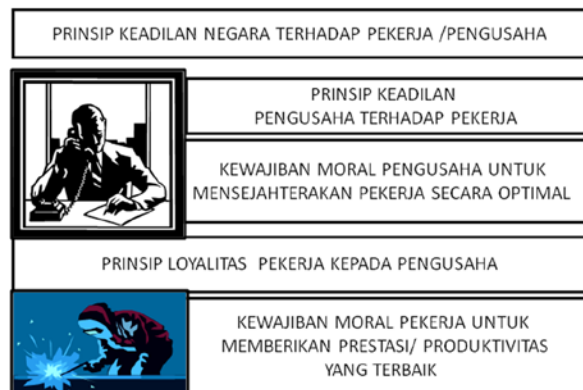 PRINSIP KEADILAN NEGARA TERHADAP PEKERJA /PENGUSAHA
PRINSIP KEADILAN
PENGUSAHA TERHADAP PEKERJA
KEWAJIBAN MORAL PENGUSAHA UNTUK
MENSEJAHTERAKAN PEKERJA SECARA OPTIMAL
PRINSIP LOYALITAS PEKERJA KEPADA PENGUSAHA
KEWAJIBAN MORAL PEKERJA UNTUK
MEMBERIKAN PRESTASI/ PRODUKTIVITAS
YANG TERBAIK